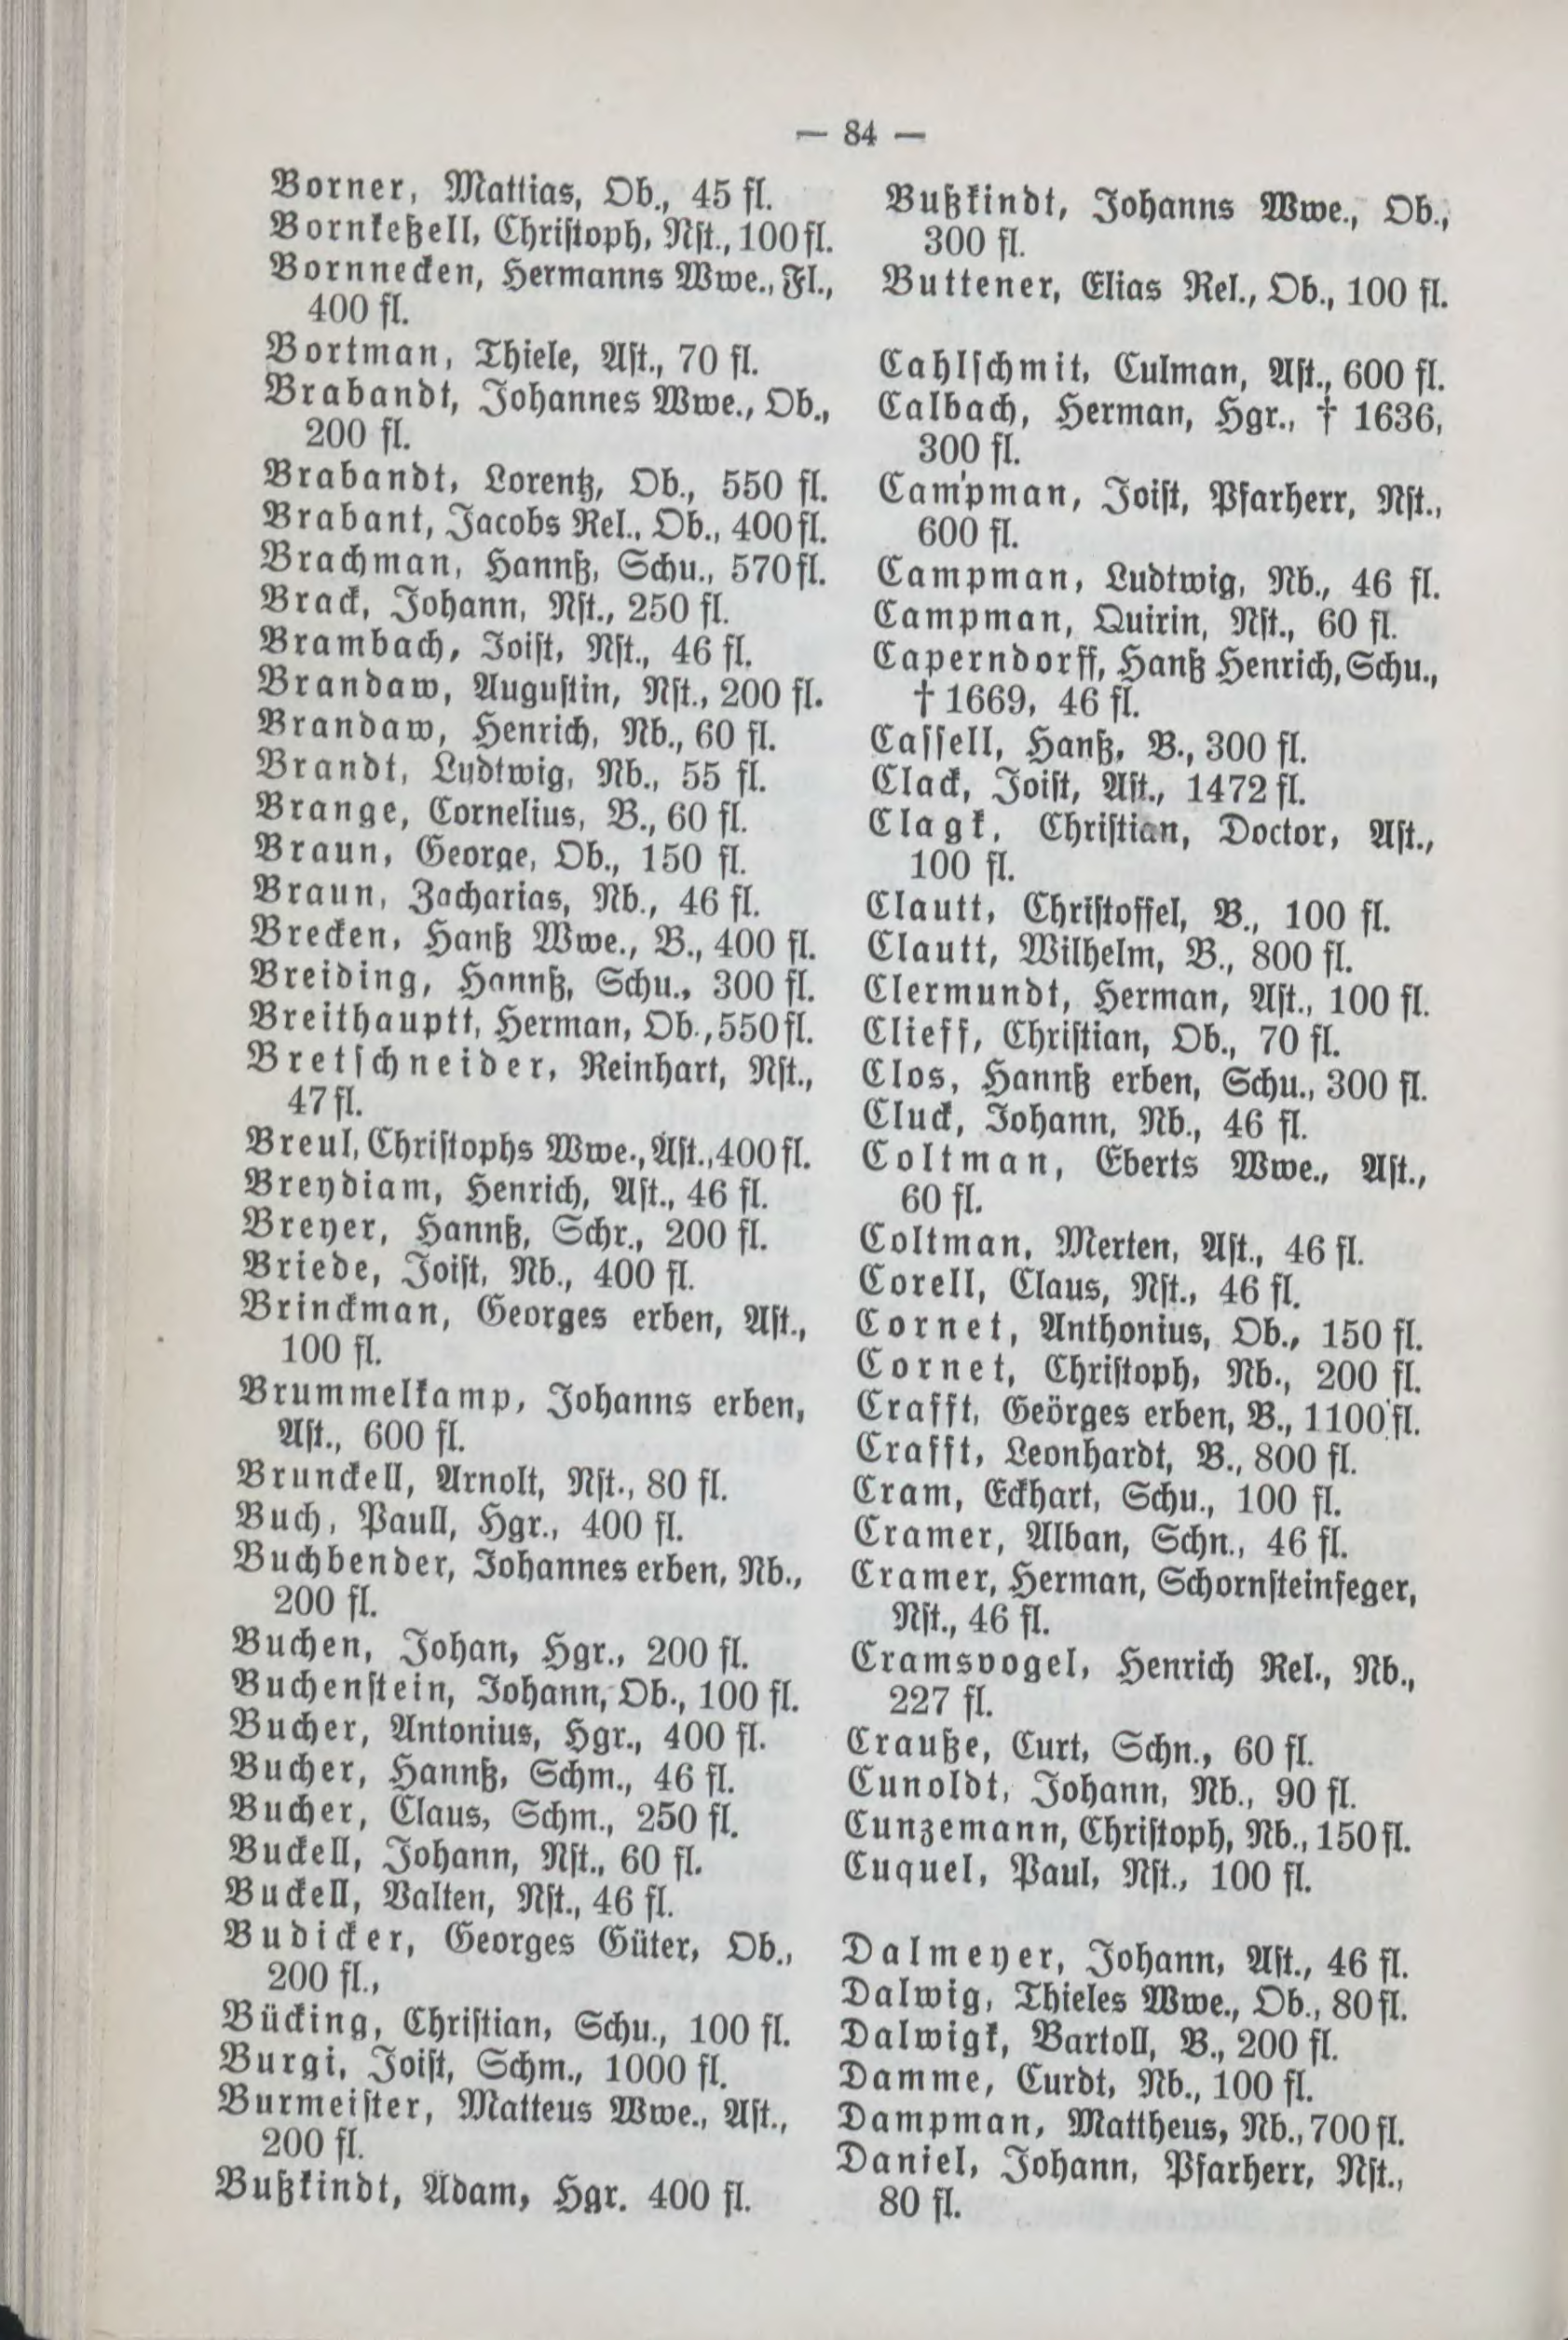 — 84 —
Borner, Mattias, Ob., 45 fl.
Bornkeßell, Christoph, Nst., 100 fl.
Bornnecken, Hermanns Wwe., Fl.,
400 fl.
Bortman, Thiele, Ast., 70 fl.
Brabandt, Johannes Wwe., Ob.,
200 fl.
Brabandt, Lorentz, Ob., 550 fl.
Brabant, Jacobs Rel., Ob., 400 fl.
Brachman, Hannß, Schu., 570 fl.
Brack, Johann, Nst., 250 fl.
Brambach, Joist, Nst., 46 fl.
Brandaw, Augustin, Nst., 200 fl.
Brandaw, Henrich, Nb., 60 fl.
Brandt, Ludtwig, Nb., 55 fl.
Brange, Cornelius, B., 60 fl.
Braun, George, Ob., 150 fl.
Braun, Zacharias, Nb., 46 fl.
Brecken, Hanß Wwe., B., 400 fl.
Breiding, Hannß, Schu., 300 fl.
Breithauptt, Herman, Ob., 550 fl.
Bretschneider, Reinhart, Nst.,
47 fl.
Breul, Christophs Wwe., Ast., 400 fl.
Breydiam, Henrich, Ast., 46 fl.
Breyer, Hannß, Schr., 200 fl.
Briede, Joist, Nb., 400 fl.
Brinckman, Georges erben, Ast.,
100 fl.
Brummelkamp, Johanns erben,
Ast., 600 fl.
Brunckell, Arnolt, Nst., 80 fl.
Buch, Paull, Hgr., 400 fl.
Buchbender, Johannes erben, Nb.,
200 fl.
Buchen, Johan, Hgr., 200 fl.
Buchenstein, Johann, Ob., 100 fl.
Bucher, Antonius, Hgr., 400 fl.
Bucher, Hannß, Schm., 46 fl.
Bucher, Claus, Schm., 250 fl.
Buckell, Johann, Nst., 60 fl.
Buckell, Valten, Nst., 46 fl.
Budicker, Georges Güter, Ob.,
200 fl.,
Bücking, Christian, Schu., 100 fl.
Burgi, Joist, Schm., 1000 fl.
Burmeister, Matteus Wwe., Ast.,
200 fl.
Bußkindt, Adam, Hgr. 400 fl.
Bußkindt, Johanns Wwe., Ob.,
300 fl.
Buttener, Elias Rel., Ob., 100 fl.
Cahlschmit, Culman, Ast., 600 fl.
Calbach, Herman, Hgr., † 1636,
300 fl.
Campman, Joist, Pfarherr, Nst.,
600 fl.
Campman, Ludtwig, Nb., 46 fl.
Campman, Quirin, Nst., 60 fl.
Caperndorff, Hanß Henrich, Schu.,
† 1669, 46 fl.
Cassell, Hanß, B., 300 fl.
Clack, Joist, Ast., 1472 fl.
Clagk, Christian, Doctor, Ast.,
100 fl.
Clautt, Christoffel, B., 100 fl.
Clautt, Wilhelm, B., 800 fl.
Clermundt, Herman, Ast., 100 fl.
Clieff, Christian, Ob., 70 fl.
Clos, Hannß erben, Schu., 300 fl.
Cluck, Johann, Nb., 46 fl.
Coltman, Eberts Wwe., Ast.,
60 fl.
Coltman, Merten, Ast., 46 fl.
Corell, Claus, Nst., 46 fl.
Cornet, Anthonius, Ob., 150 fl.
Cornet, Christoph, Nb., 200 fl.
Crafft, Geörges erben, B., 1100 fl.
Crafft, Leonhardt, B., 800 fl.
Cram, Eckhart, Schu., 100 fl.
Cramer, Alban, Schn., 46 fl.
Cramer, Herman, Schornsteinfeger,
Nst., 46 fl.
Cramsvogel, Henrich Rel., Nb.,
227 fl.
Crauße, Curt, Schn., 60 fl.
Cunoldt, Johann, Nb., 90 fl.
Cunzemann, Christoph, Nb., 150 fl.
Cuquel, Paul, Nst., 100 fl.
Dalmeyer, Johann, Ast., 46 fl.
Dalwig, Thieles Wwe., Ob., 80 fl.
Dalwigk, Bartoll, B., 200 fl.
Damme, Curdt, Nb., 100 fl.
Dampman, Mattheus, Nb., 700 fl.
Daniel, Johann, Pfarherr, Nst.,
80 fl.